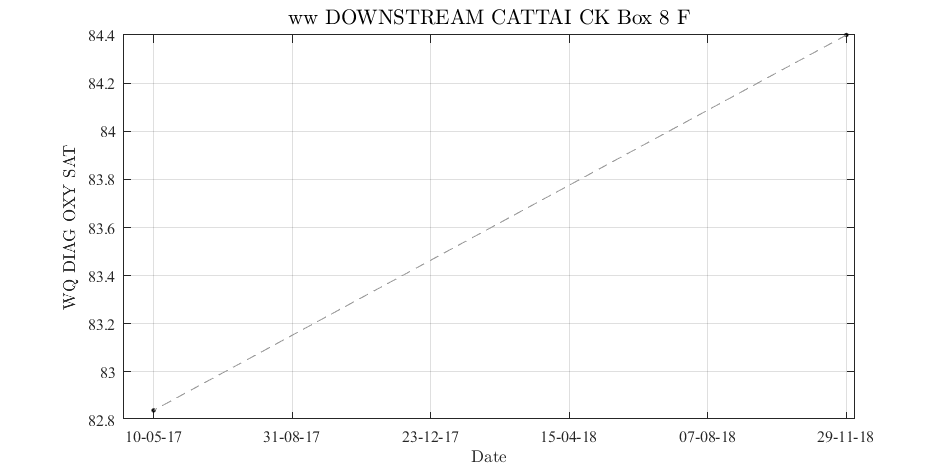 ww DOWNSTREAM CATTAI CK Box 8 F
84.4
84.2
84
83.8
83.6
83.4
83.2
83
82.8
WQ DIAG OXY SAT
10-05-17 31-08-17 23-12-17 15-04-18 07-08-18 29-11-18
Date